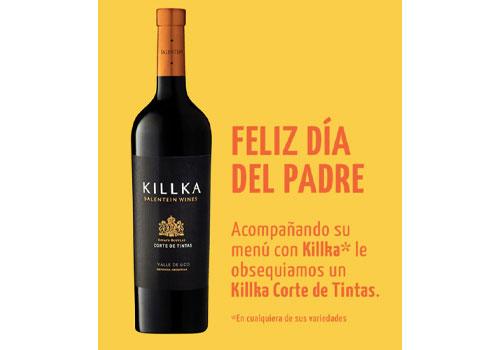 SALENTEIN
KILLKA
SALENTEIN WINES
CORTE DE TINTAS
VALLE DE UCO
FELIZ DÍA
DEL PADRE
Acompañando su
menú con Killka* le
obsequiamos un
Killka Corte de Tintas.
*En cualquiera de sus variedades